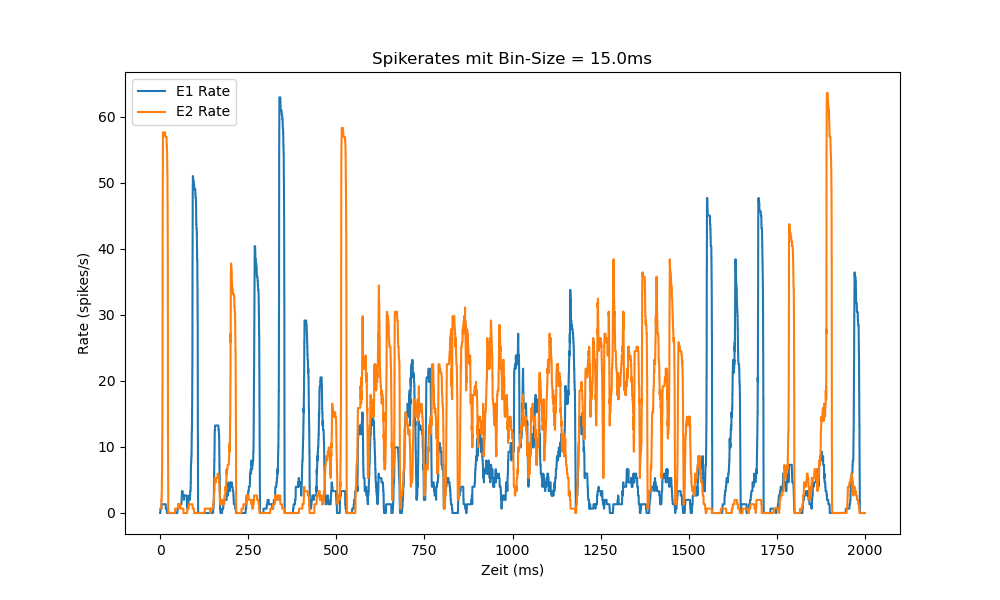 Spikerates mit Bin-Size = 15.0ms
E1 Rate
E2 Rate
60
50
40
30
20
10
0
Rate (spikes/s)
0 250 500 750 1000 1250 1500 1750 2000
Zeit (ms)